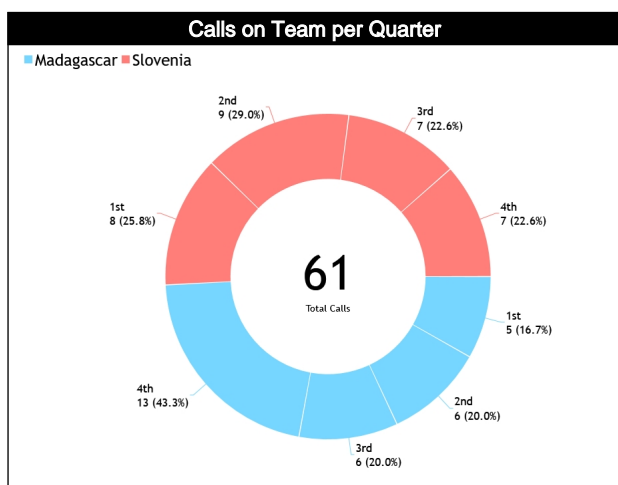 Calls on Team per Quarter
Madagascar Slovenia
2nd
9 (29.0%)
3rd
7 (22.6%)
1st
8 (25.8%)
4th
7 (22.6%)
61
Total Calls
1st
5 (16.7%)
4th
13 (43.3%)
2nd
6 (20.0%)
3rd
6 (20.0%)